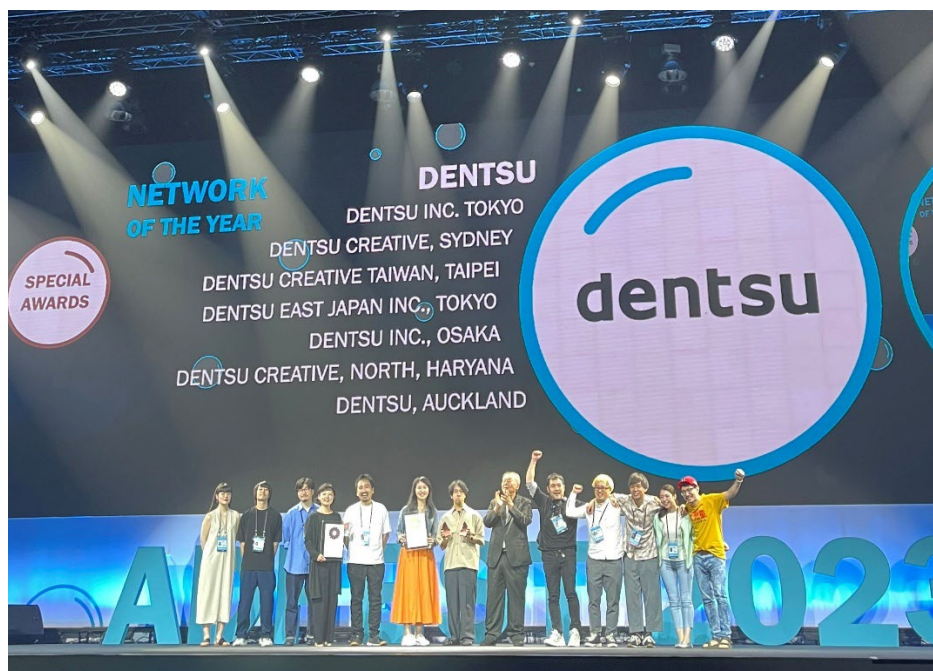 NETWORK
OF THE YEAR
SPECIAL
AWARDS
DENTSU
DENTSU INC. TOKYO
DENTSU CREATIVE, SYDNEY
DENTSU CREATIVE TAIWAN, TAIPEI
DENTSU EAST JAPAN INC., TOKYO
DENTSU INC., OSAKA
DENTSU CREATIVE, NORTH, HARYANA
DENTSU, AUCKLAND
dentsu
2023